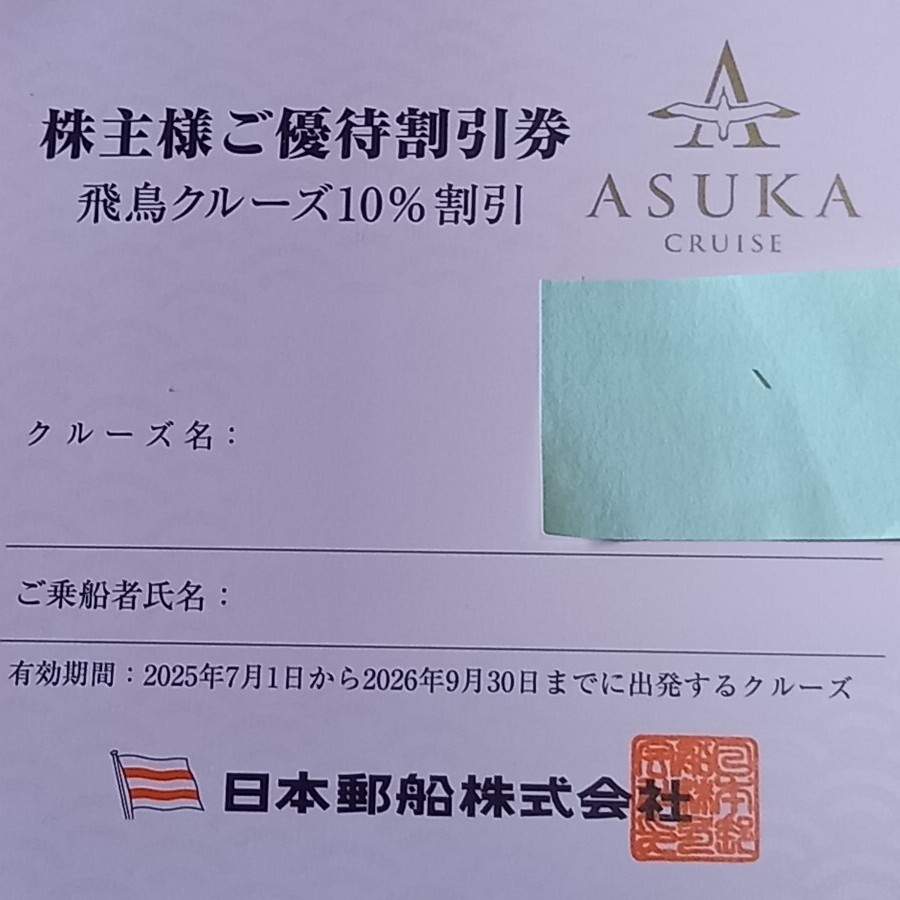 株主様ご優待割引券
飛鳥クルーズ10%割引
ASUKA
CRUISE
クルーズ名：
ご乗船者氏名：
有効期間：2025年7月1日から2026年9月30日までに出発するクルーズ
日本郵船株式会社